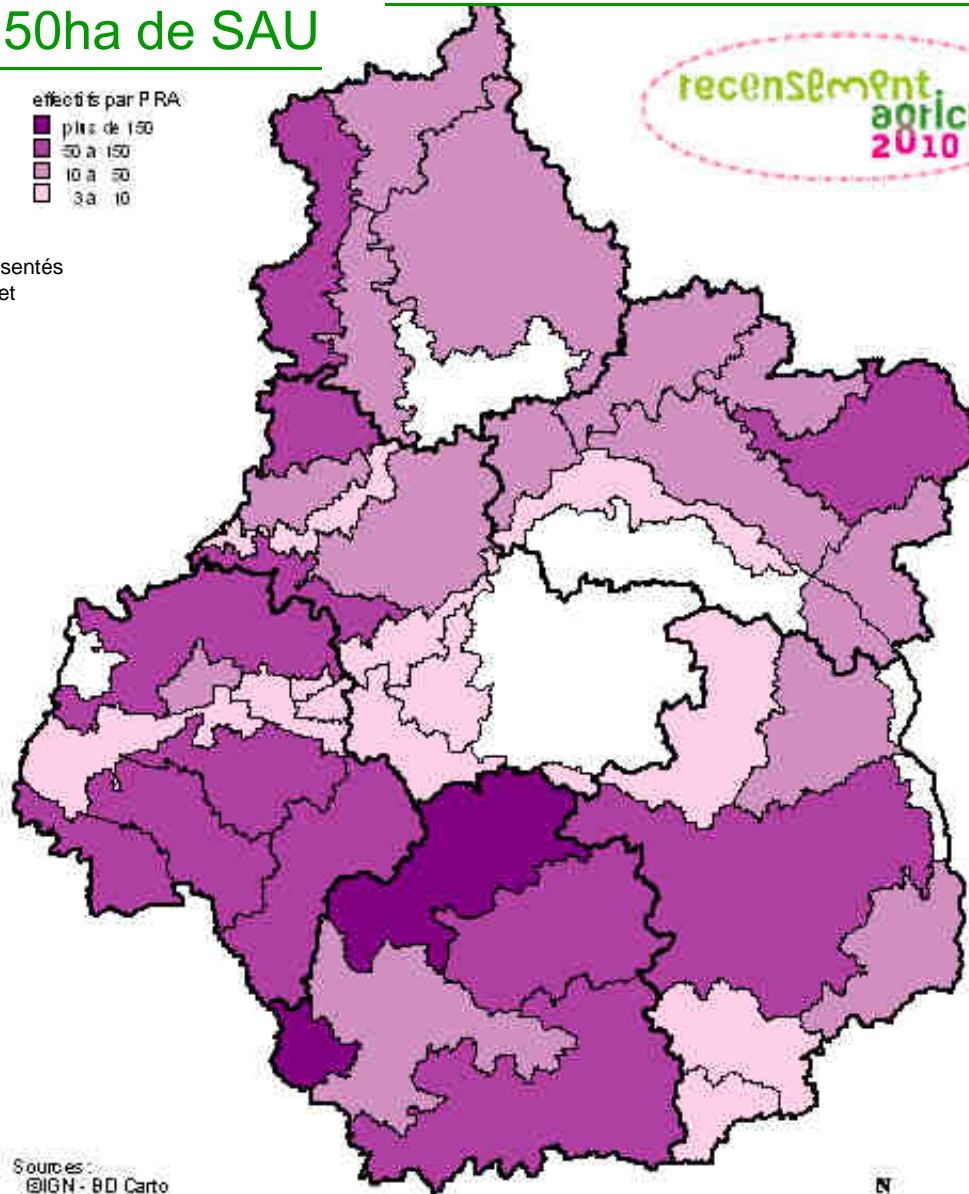 50ha de SAU
recensement
agric
2010
effectifs par PRA
plus de 150
50 à 150
10 à 50
3 à 10
sentés
et
Sources :
©IGN - BD Carto
N